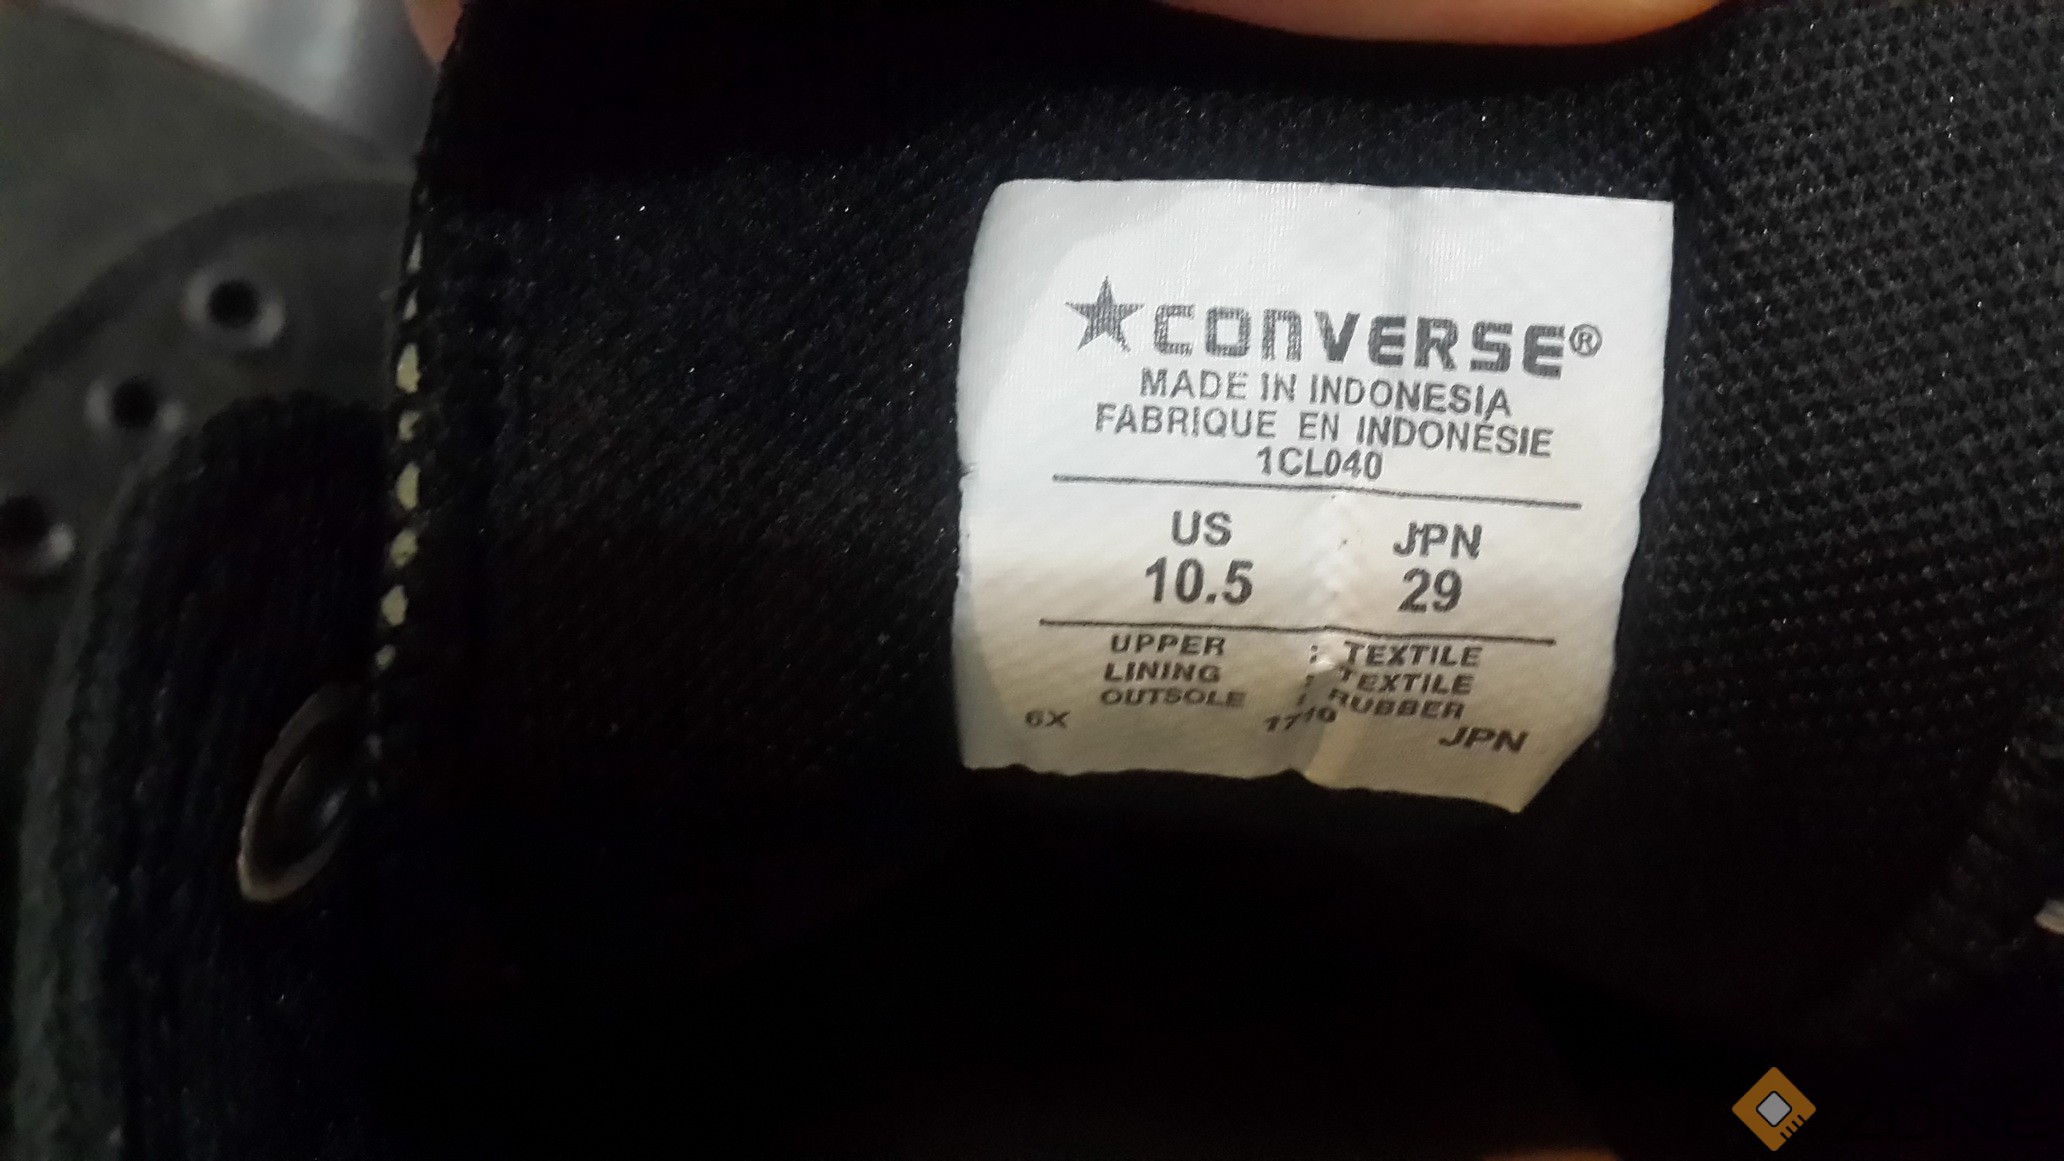 ★CONVERSE®
MADE IN INDONESIA
FABRIQUE EN INDONÉSIE
1CL040
US JPN
10.5 29
UPPER : TEXTILE
LINING : TEXTILE
OUTSOLE : RUBBER
6X 1710 JPN